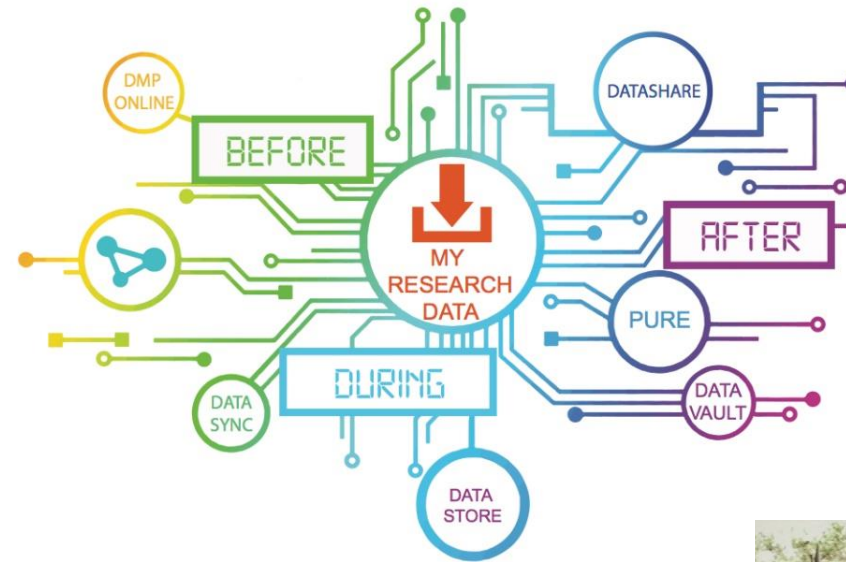 DMP
ONLINE
BEFORE
DATASHARE
MY
RESEARCH
DATA
AFTER
PURE
DURING
DATA
SYNC
DATA
VAULT
DATA
STORE